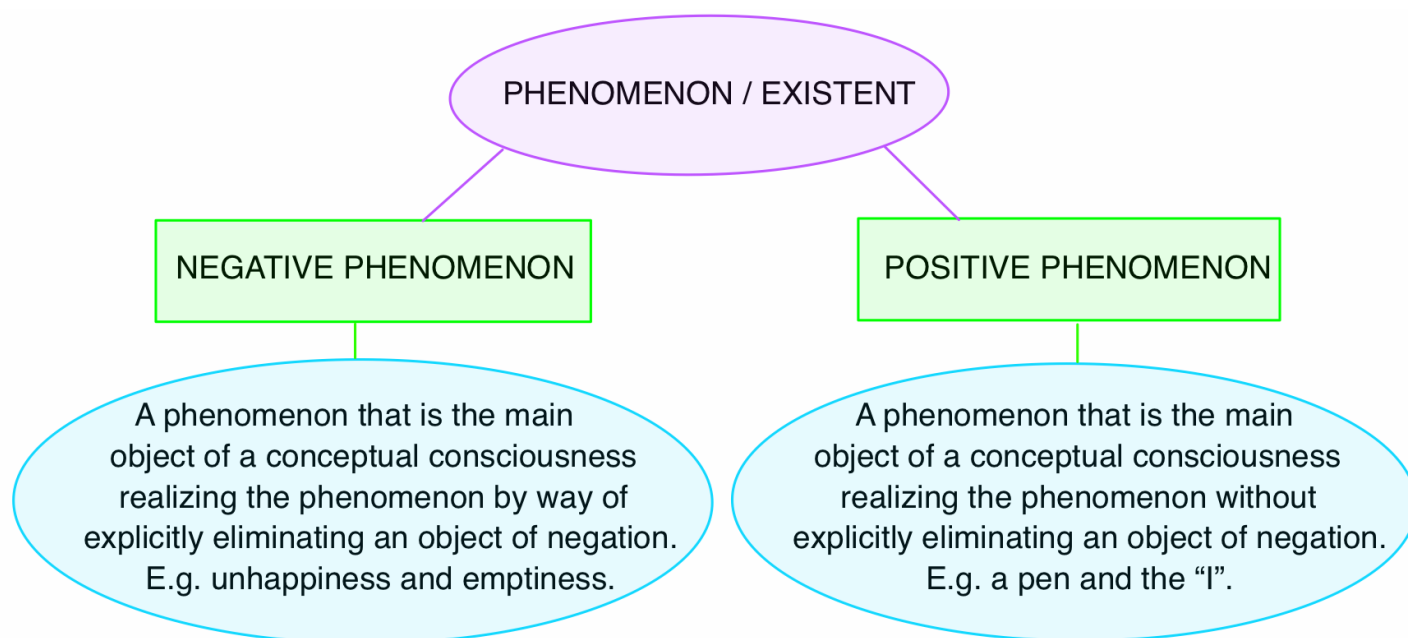 PHENOMENON / EXISTENT
NEGATIVE PHENOMENON
POSITIVE PHENOMENON
A phenomenon that is the main
object of a conceptual consciousness
realizing the phenomenon by way of
explicitly eliminating an object of negation.
E.g. unhappiness and emptiness.
A phenomenon that is the main
object of a conceptual consciousness
realizing the phenomenon without
explicitly eliminating an object of negation.
E.g. a pen and the “I”.